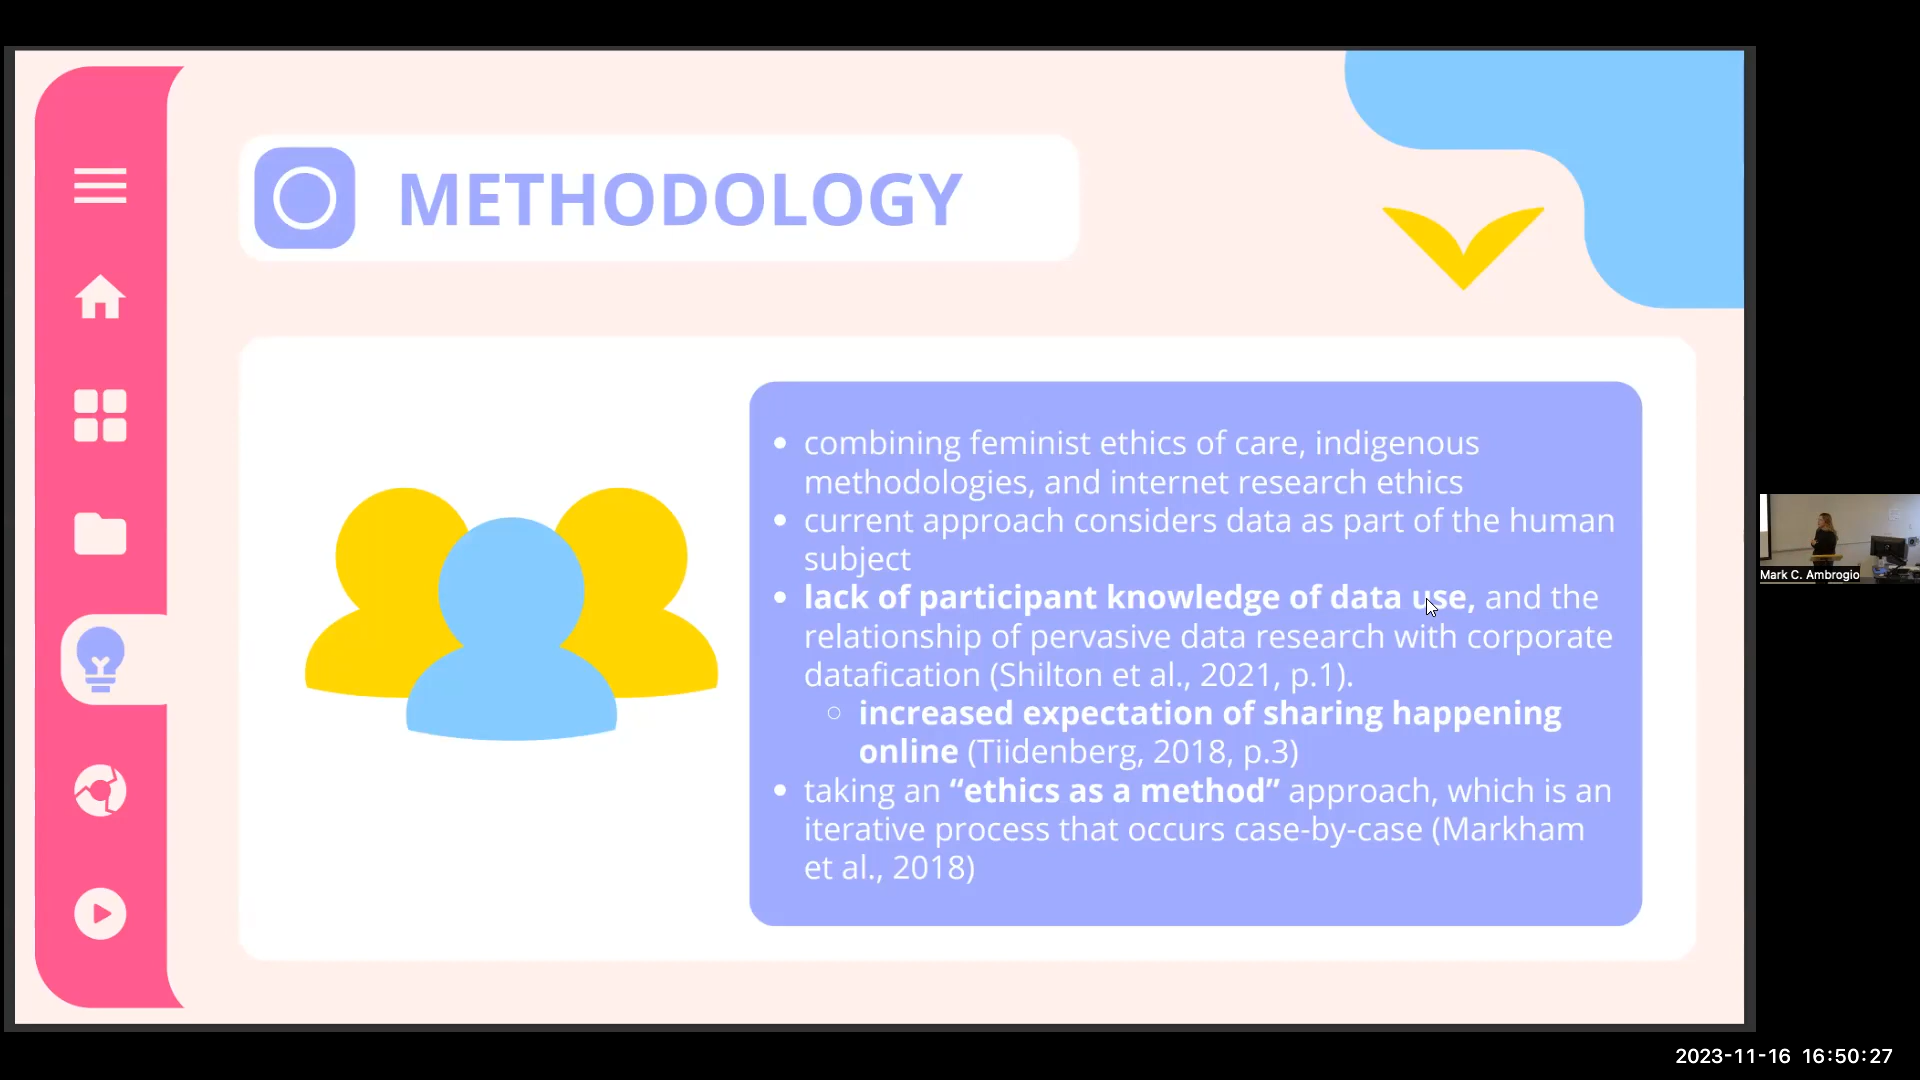 METHODOLOGY
combining feminist ethics of care, indigenous
methodologies, and internet research ethics
current approach considers data as part of the human
subject
lack of participant knowledge of data use, and the
relationship of pervasive data research with corporate
datafication (Shilton et al., 2021, p.1).
increased expectation of sharing happening
online (Tiidenberg, 2018, p.3)
taking an “ethics as a method” approach, which is an
iterative process that occurs case-by-case (Markham
et al., 2018)
Mark C. Ambrogio
2023-11-16 16:50:27